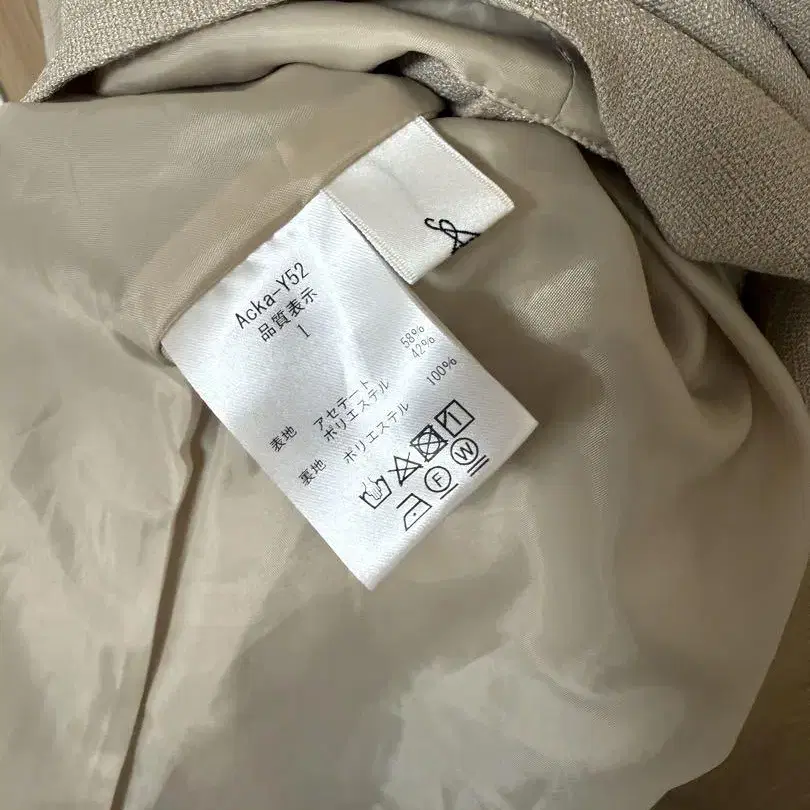 Acka-Y52
品質表示
1
表地 アセテート 58%
ポリエステル 42%
裏地 ポリエステル 100%
F
W